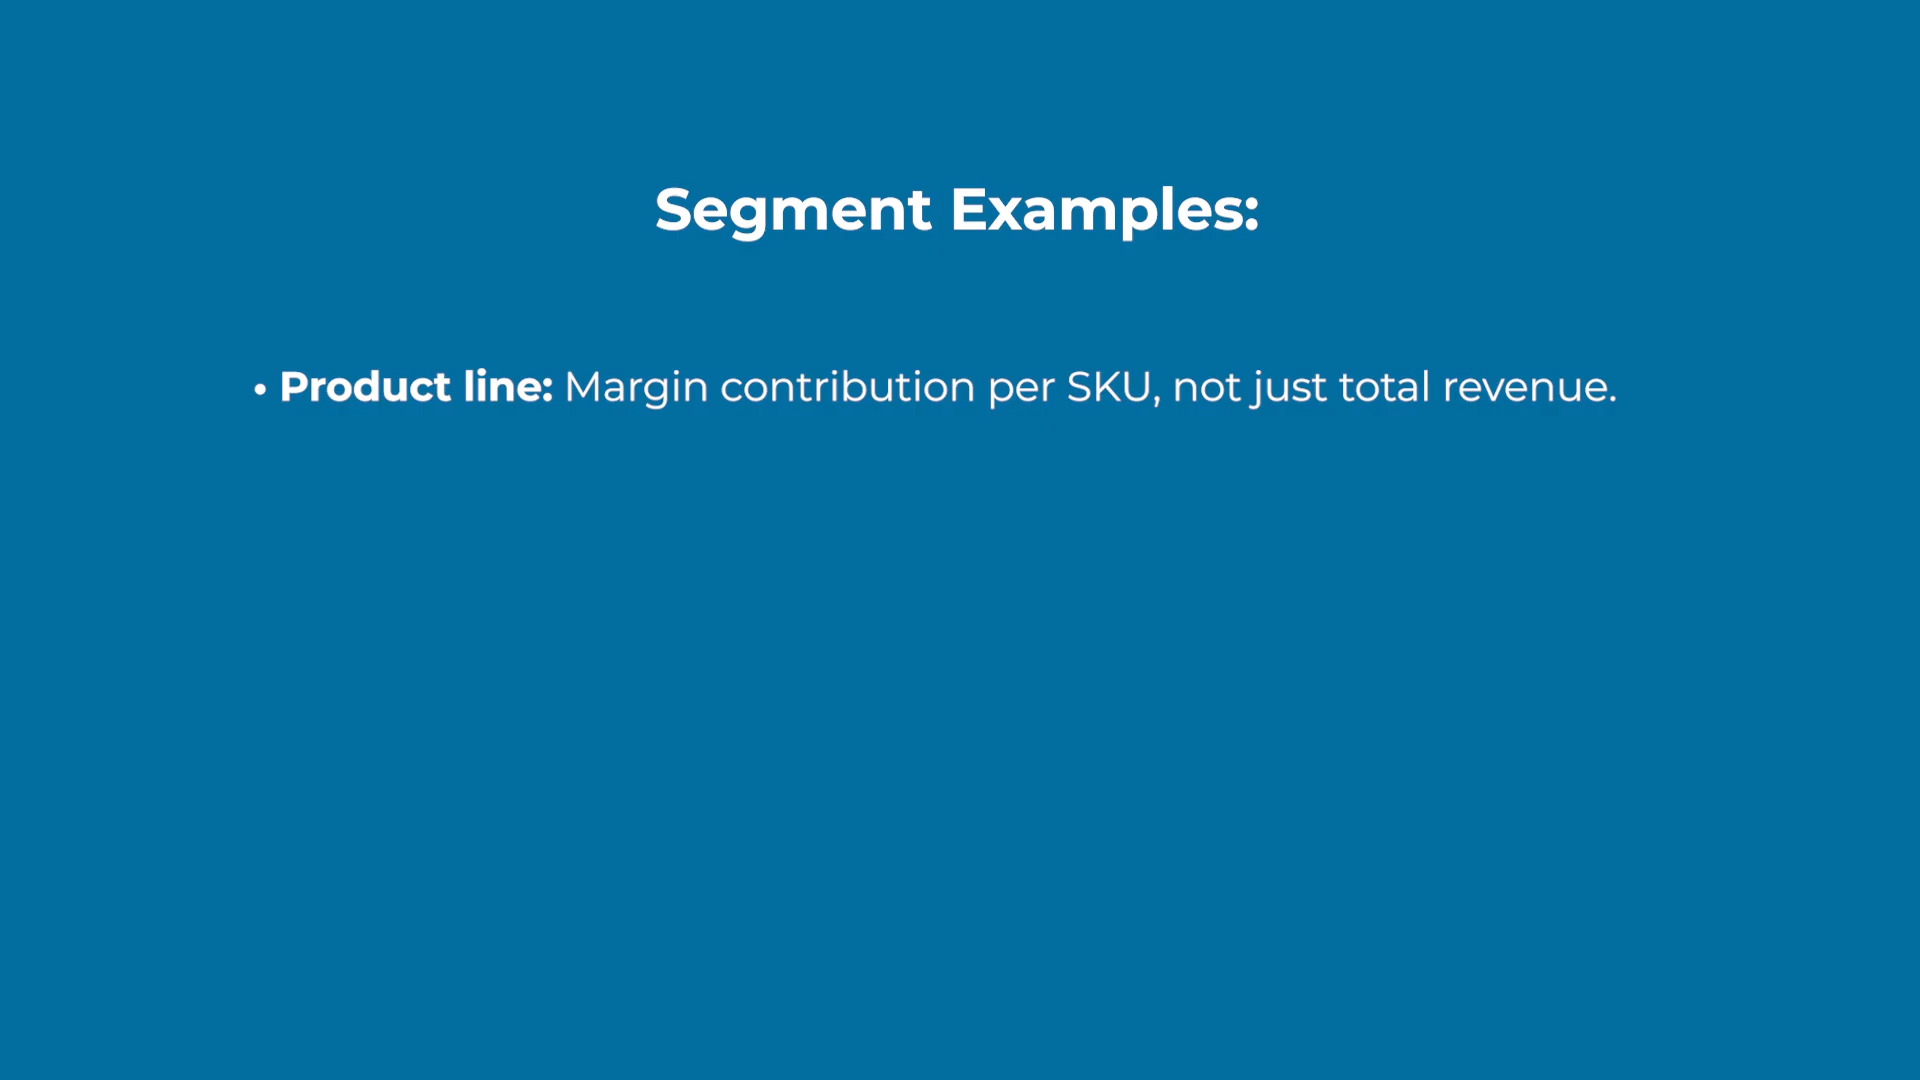 Segment Examples:
• Product line: Margin contribution per SKU, not just total revenue.